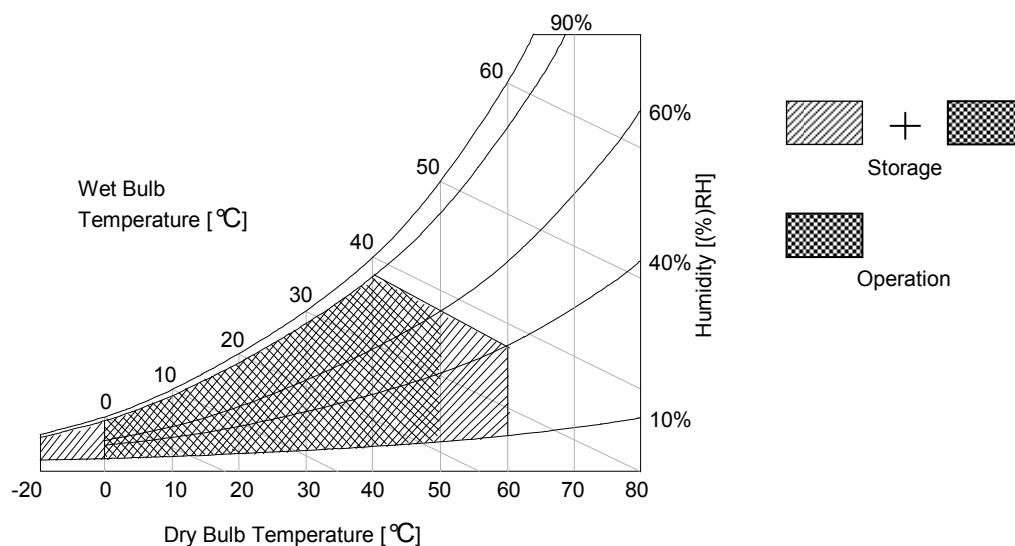 90%
60
60%
50
Wet Bulb
Temperature [℃]
Humidity [(%)RH]
+
Storage
40
40%
Operation
30
20
10
0
10%
-20 0 10 20 30 40 50 60 70 80
Dry Bulb Temperature [℃]